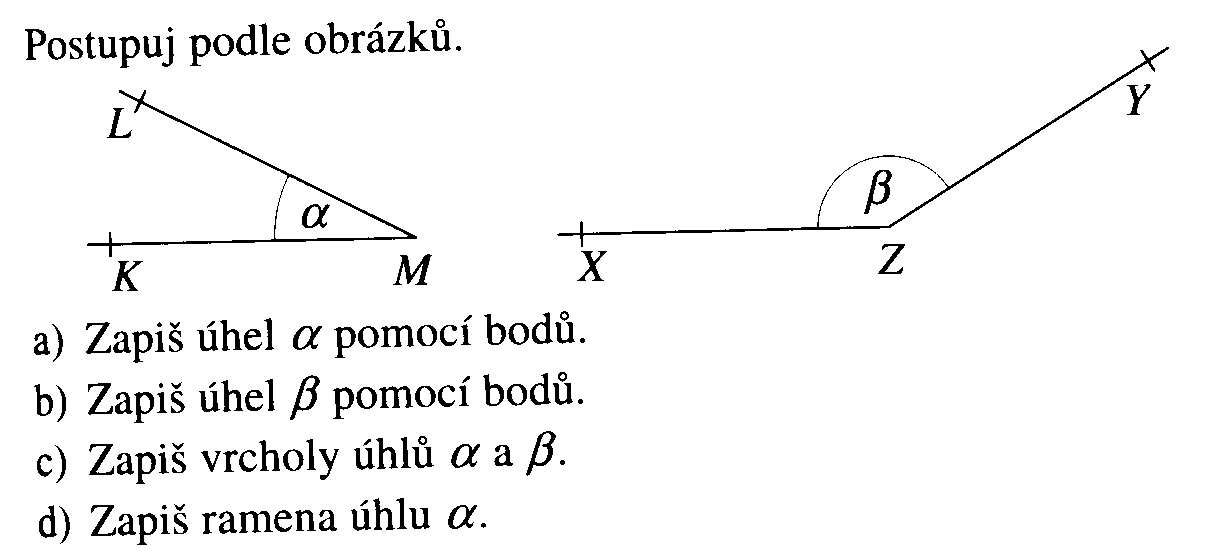 Postupuj podle obrázků.
L
α
K
M
Y
β
X
Z
a) Zapiš úhel α pomocí bodů.
b) Zapiš úhel β pomocí bodů.
c) Zapiš vrcholy úhlů α a β.
d) Zapiš ramena úhlu α.